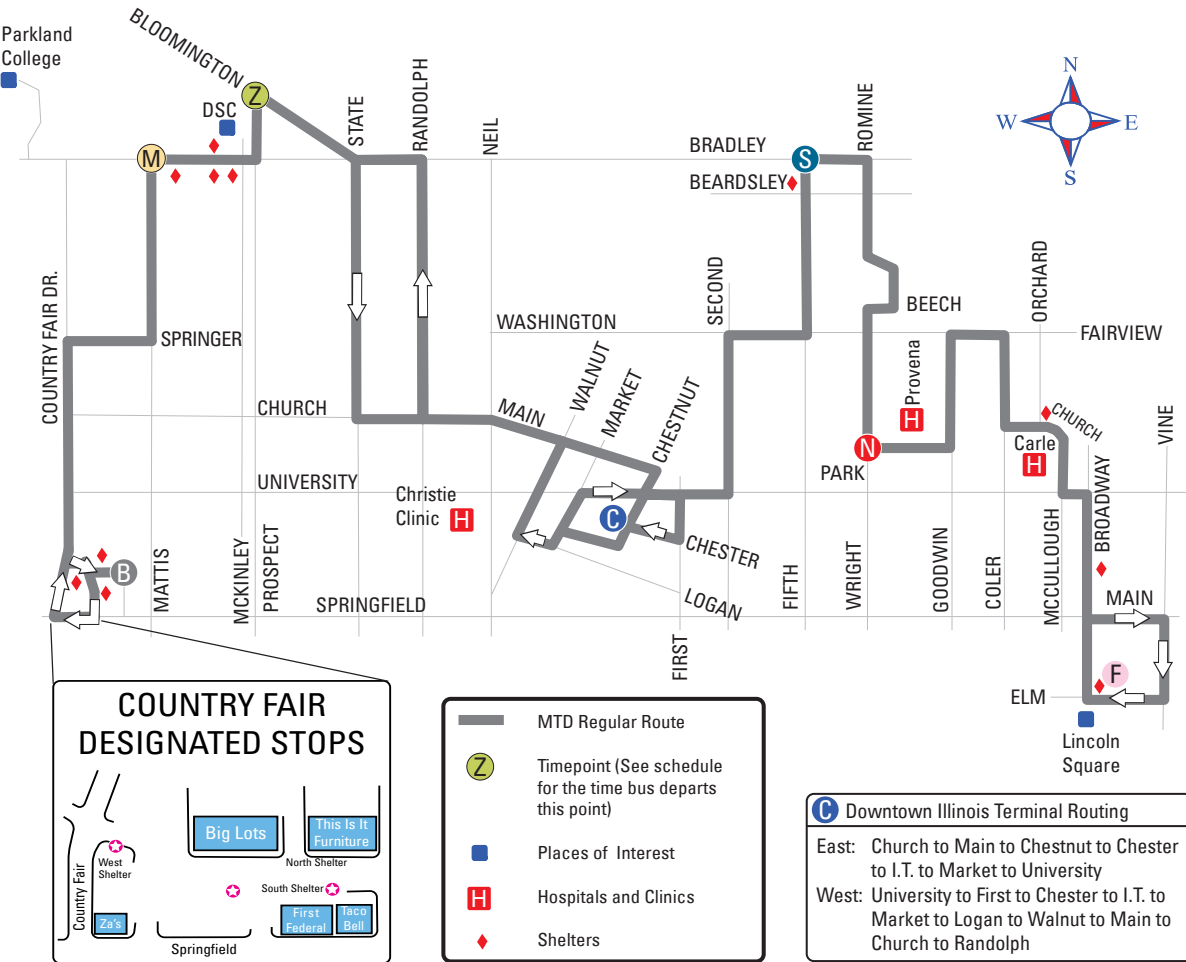 Parkland
College
BLOOMINGTON
Z
DSC
STATE
RANDOLPH
NEIL
BRADLEY
S
ROMINE
BEARDSLEY
N
W
E
S
M
COUNTRY FAIR DR.
SPRINGER
SECOND
WASHINGTON
BEECH
ORCHARD
FAIRVIEW
WALNUT
MARKET
CHESTNUT
CHURCH
MAIN
Provena
H
CHURCH
VINE
N
Carle
H
PARK
UNIVERSITY
Christie
Clinic
H
C
CHESTER
BROADWAY
B
MATTIS
MCKINLEY
PROSPECT
SPRINGFIELD
LOGAN
FIRST
FIFTH
WRIGHT
GOODWIN
COLER
MCCULLOUGH
MAIN
F
ELM
Lincoln
Square
COUNTRY FAIR
DESIGNATED STOPS
Big Lots
This Is It
Furniture
North Shelter
West
Shelter
Country Fair
South Shelter
Za's
First
Federal
Taco
Bell
Springfield
MTD Regular Route
Z
Timepoint (See schedule
for the time bus departs
this point)
Places of Interest
H
Hospitals and Clinics
Shelters
C Downtown Illinois Terminal Routing
East: Church to Main to Chestnut to Chester
to I.T. to Market to University
West: University to First to Chester to I.T. to
Market to Logan to Walnut to Main to
Church to Randolph